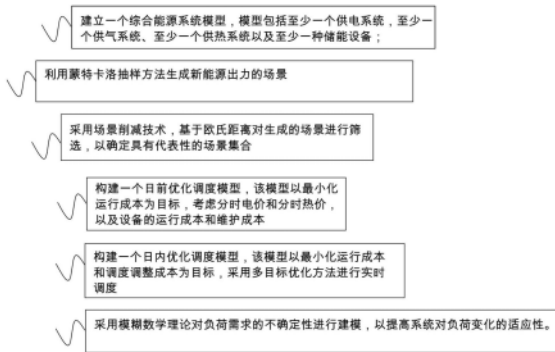 建立一个综合能源系统模型，模型包括至少一个供电系统，至少一
个供气系统、至少一个供热系统以及至少一种储能设备；
利用蒙特卡洛抽样方法生成新能源出力的场景
采用场景削减技术，基于欧氏距离对生成的场景进行筛
选，以确定具有代表性的场景集合
构建一个日前优化调度模型，该模型以最小化
运行成本为目标，考虑分时电价和分时热价，
以及设备的运行成本和维护成本
构建一个日内优化调度模型，该模型以最小化运行成本
和调度调整成本为目标，采用多目标优化方法进行实时
调度
采用模糊数学理论对负荷需求的不确定性进行建模，以提高系统对负荷变化的适应性。